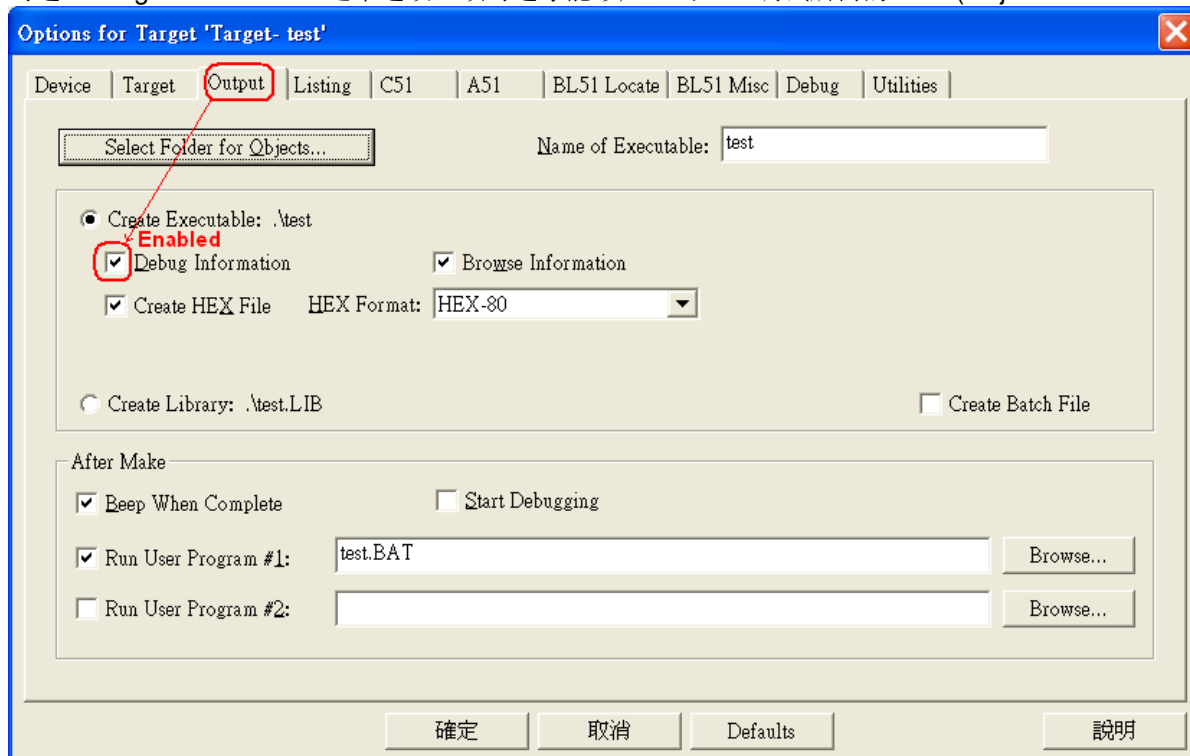 Options for Target 'Target- test'
Device Target Output Listing C51 A51 BL51 Locate BL51 Misc Debug Utilities
Select Folder for Objects... Name of Executable: test
Create Executable: .\test
Enabled
Debug Information Browse Information
Create HEX File HEX Format: HEX-80
Create Library: .\test.LIB Create Batch File
After Make
Beep When Complete Start Debugging
Run User Program #1: test.BAT Browse...
Run User Program #2: Browse...
確定 取消 Defaults 說明